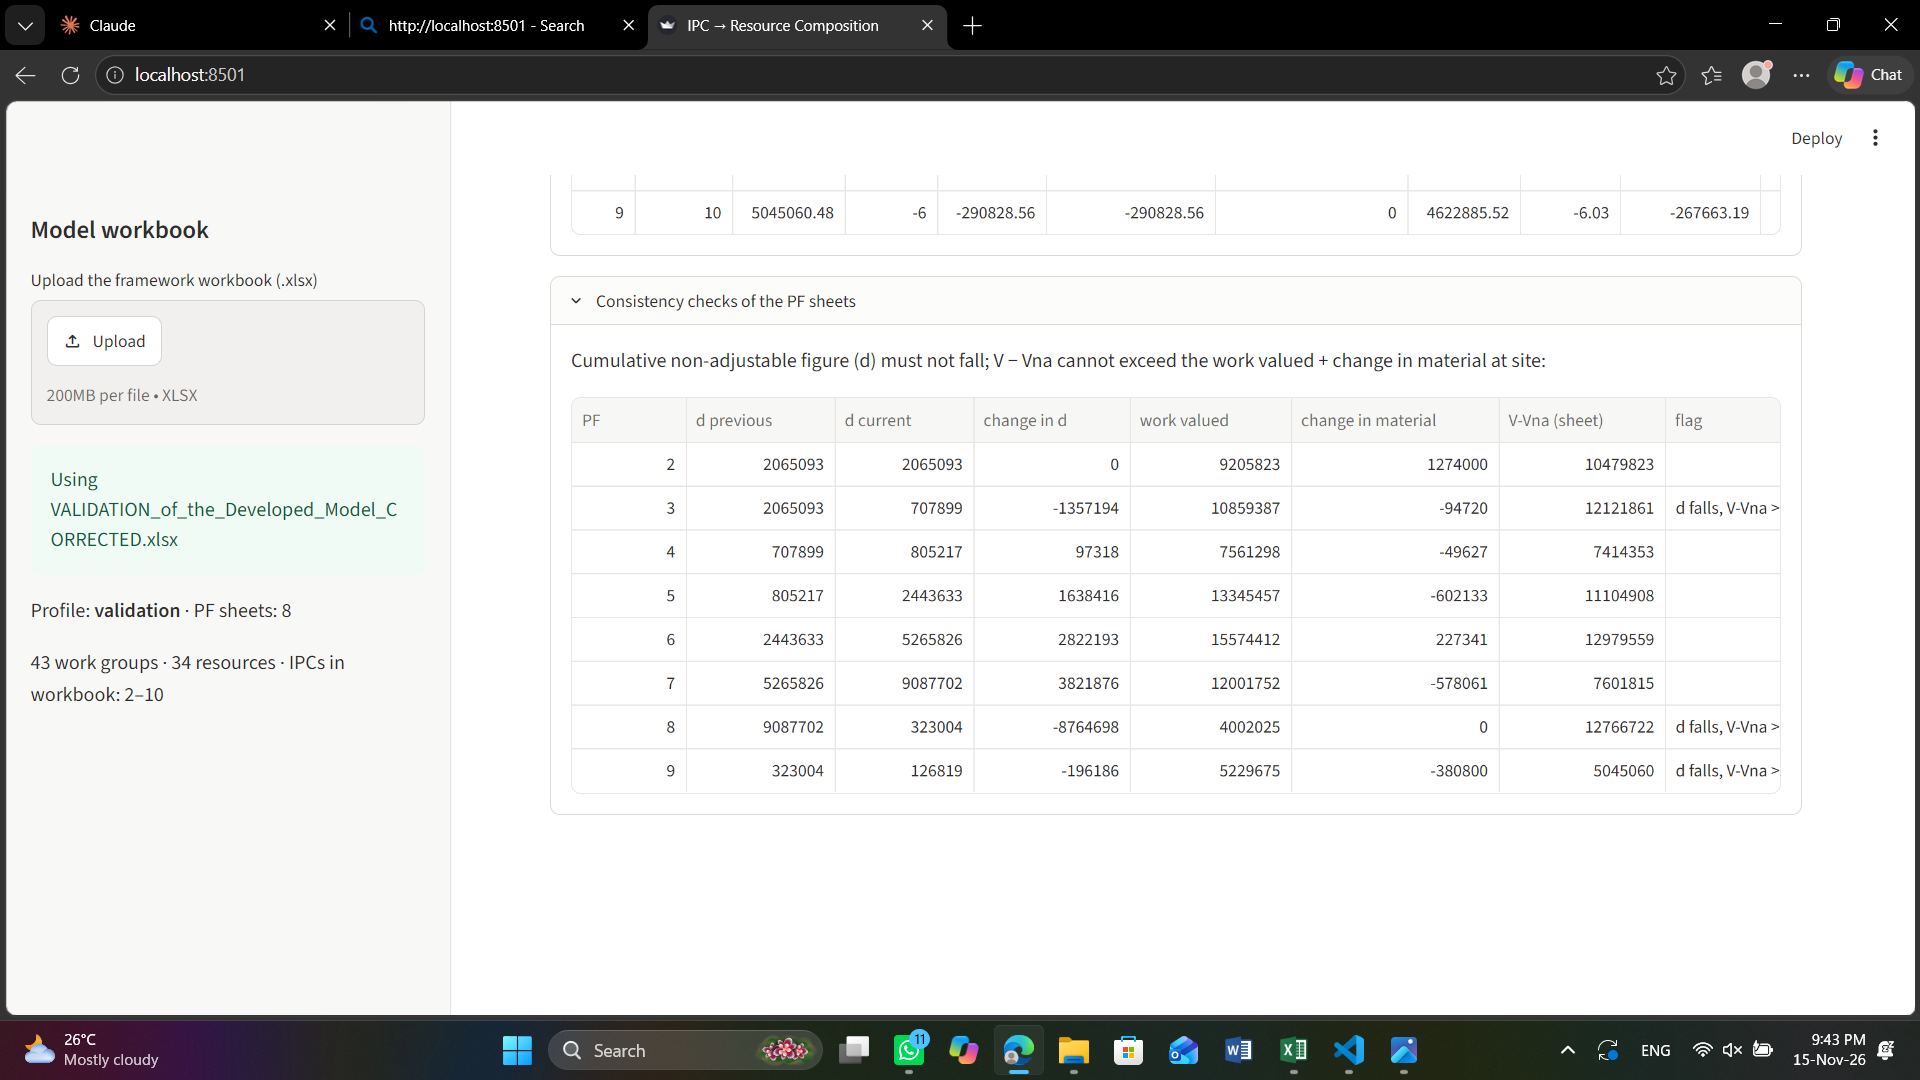 Claude
http://localhost:8501 - Search
IPC → Resource Composition
localhost:8501
Chat
Deploy
Model workbook
Upload the framework workbook (.xlsx)
Upload
200MB per file • XLSX
Using
VALIDATION_of_the_Developed_Model_C
ORRECTED.xlsx
Profile: validation · PF sheets: 8
43 work groups · 34 resources · IPCs in
workbook: 2–10
9 10 5045060.48 -6 -290828.56 -290828.56 0 4622885.52 -6.03 -267663.19
Consistency checks of the PF sheets
Cumulative non-adjustable figure (d) must not fall; V − Vna cannot exceed the work valued + change in material at site:
PF d previous d current change in d work valued change in material V-Vna (sheet) flag
2 2065093 2065093 0 9205823 1274000 10479823
3 2065093 707899 -1357194 10859387 -94720 12121861 d falls, V-Vna >
4 707899 805217 97318 7561298 -49627 7414353
5 805217 2443633 1638416 13345457 -602133 11104908
6 2443633 5265826 2822193 15574412 227341 12979559
7 5265826 9087702 3821876 12001752 -578061 7601815
8 9087702 323004 -8764698 4002025 0 12766722 d falls, V-Vna >
9 323004 126819 -196186 5229675 -380800 5045060 d falls, V-Vna >
26°C
Mostly cloudy
Search
11
ENG
9:43 PM
15-Nov-26